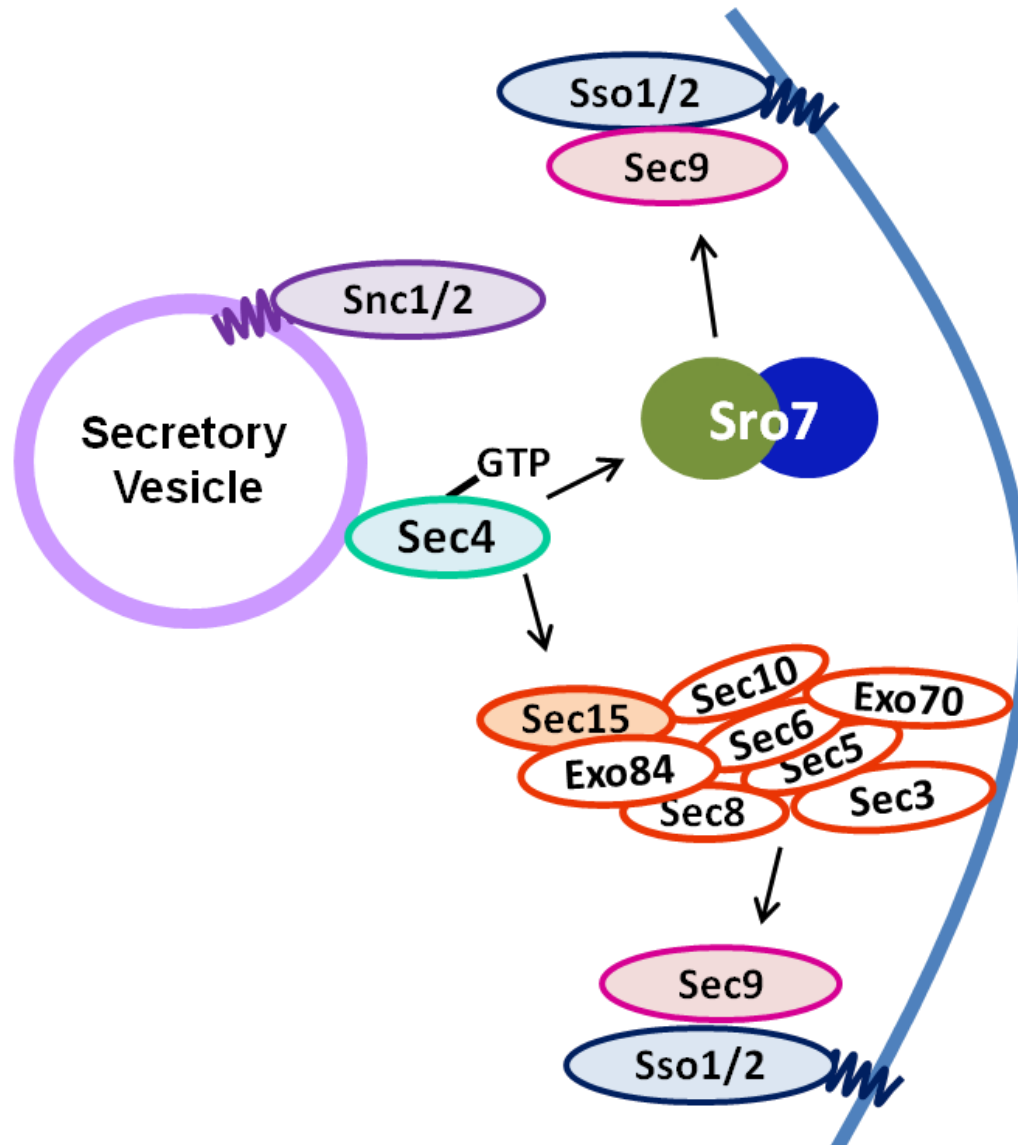 Sso1/2
Sec9
Snc1/2
Sro7
Secretory
Vesicle
GTP
Sec4
Sec10
Exo70
Sec15
Sec6
Sec5
Exo84
Sec3
Sec8
Sec9
Sso1/2